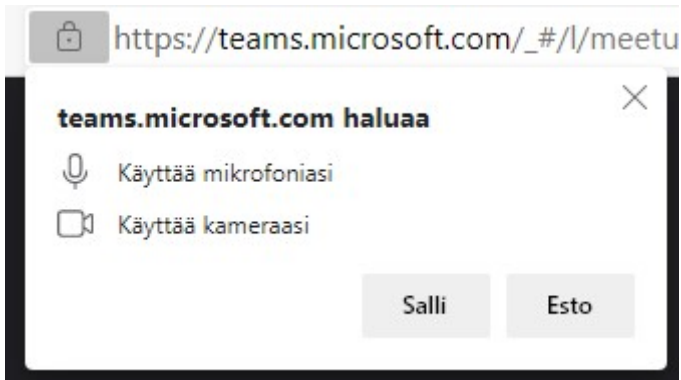 https://teams.microsoft.com/_#/l/meetu
teams.microsoft.com haluaa
Käyttää mikrofoniasi
Käyttää kameraasi
Salli Esto